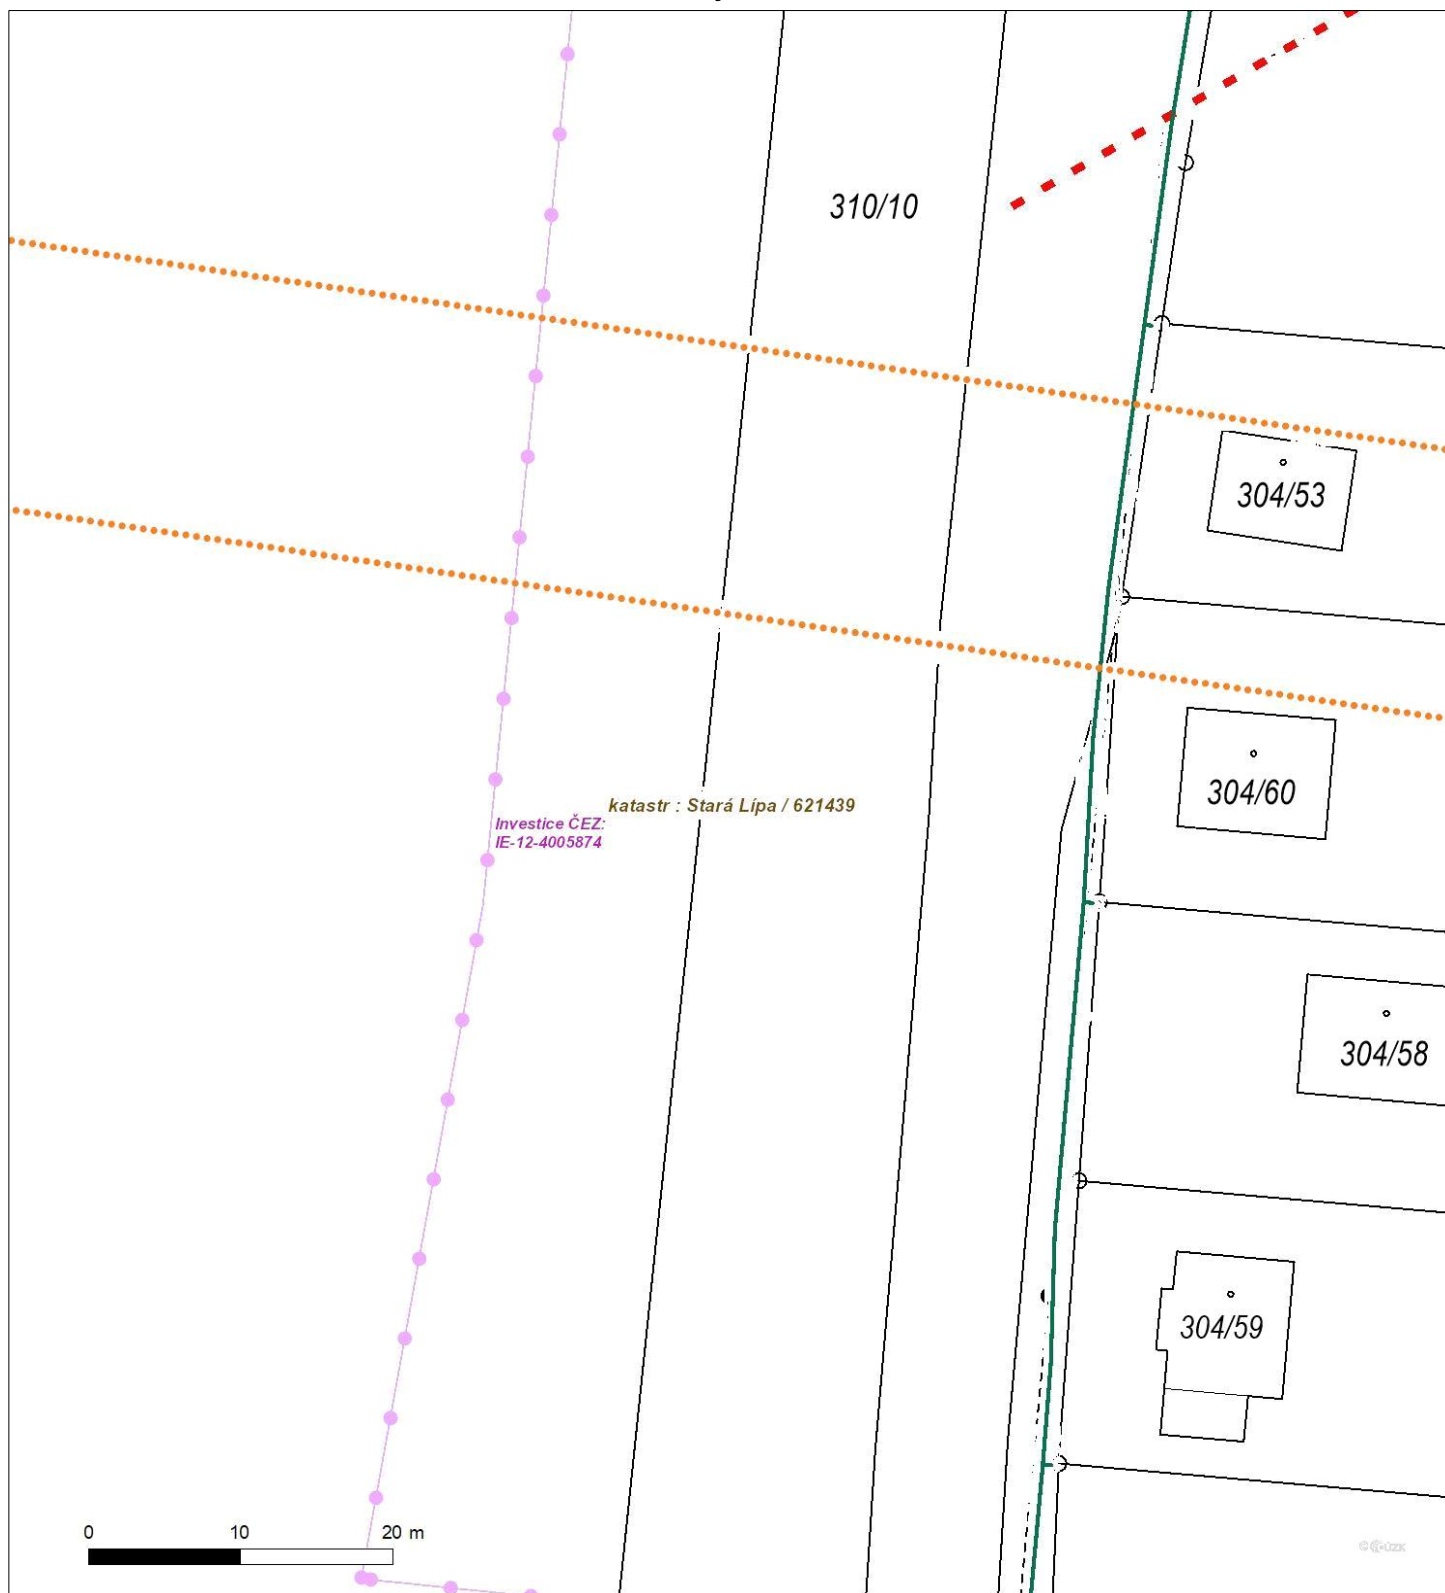 310/10
304/53
304/60
katastr : Stará Lípa / 621439
Investice ČEZ:
IE-12-4005874
304/58
304/59
0 10 20 m